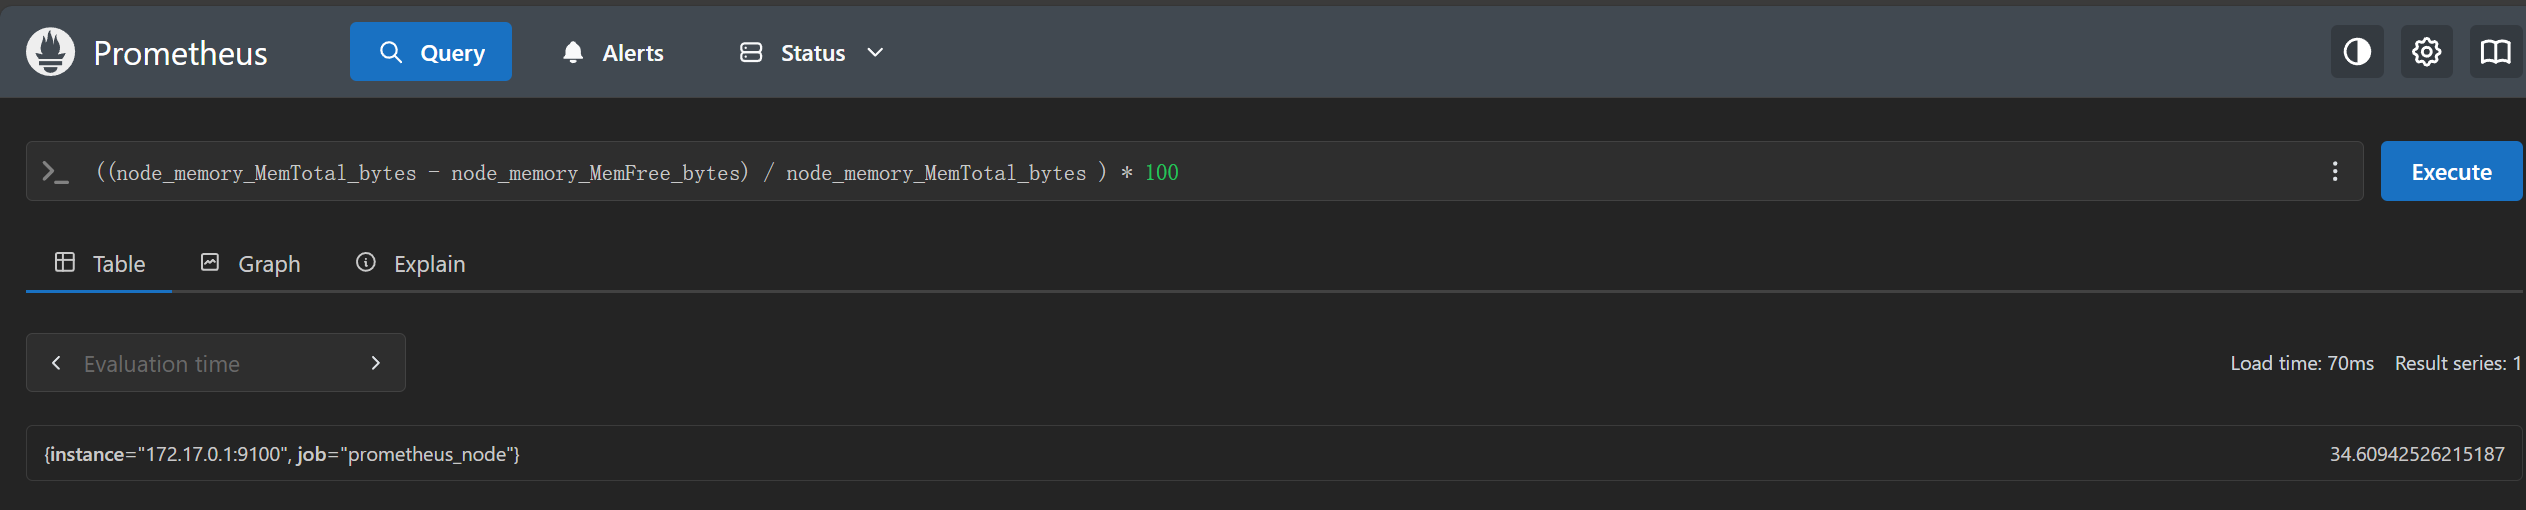 Prometheus Query Alerts Status
((node_memory_MemTotal_bytes - node_memory_MemFree_bytes) / node_memory_MemTotal_bytes ) * 100
Execute
Table Graph Explain
Evaluation time
Load time: 70ms Result series: 1
{instance="172.17.0.1:9100", job="prometheus_node"} 34.60942526215187